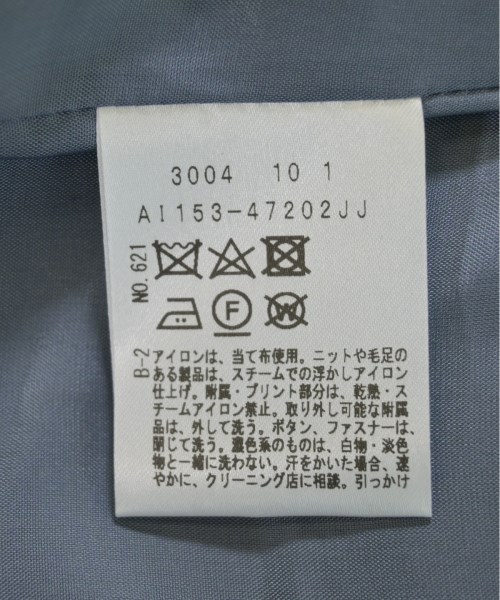 3004 10 1
AI153-47202JJ
NO.621
F
W
B-2
アイロンは、当て布使用。ニットや毛足の
ある製品は、スチームでの浮かしアイロン
仕上げ。附属・プリント部分は、乾熱・ス
チームアイロン禁止。取り外し可能な附属
品は、外して洗う。ボタン、ファスナーは、
閉じて洗う。濃色系のものは、白物・淡色
物と一緒に洗わない。汗をかいた場合、速
やかに、クリーニング店に相談。引っかけ